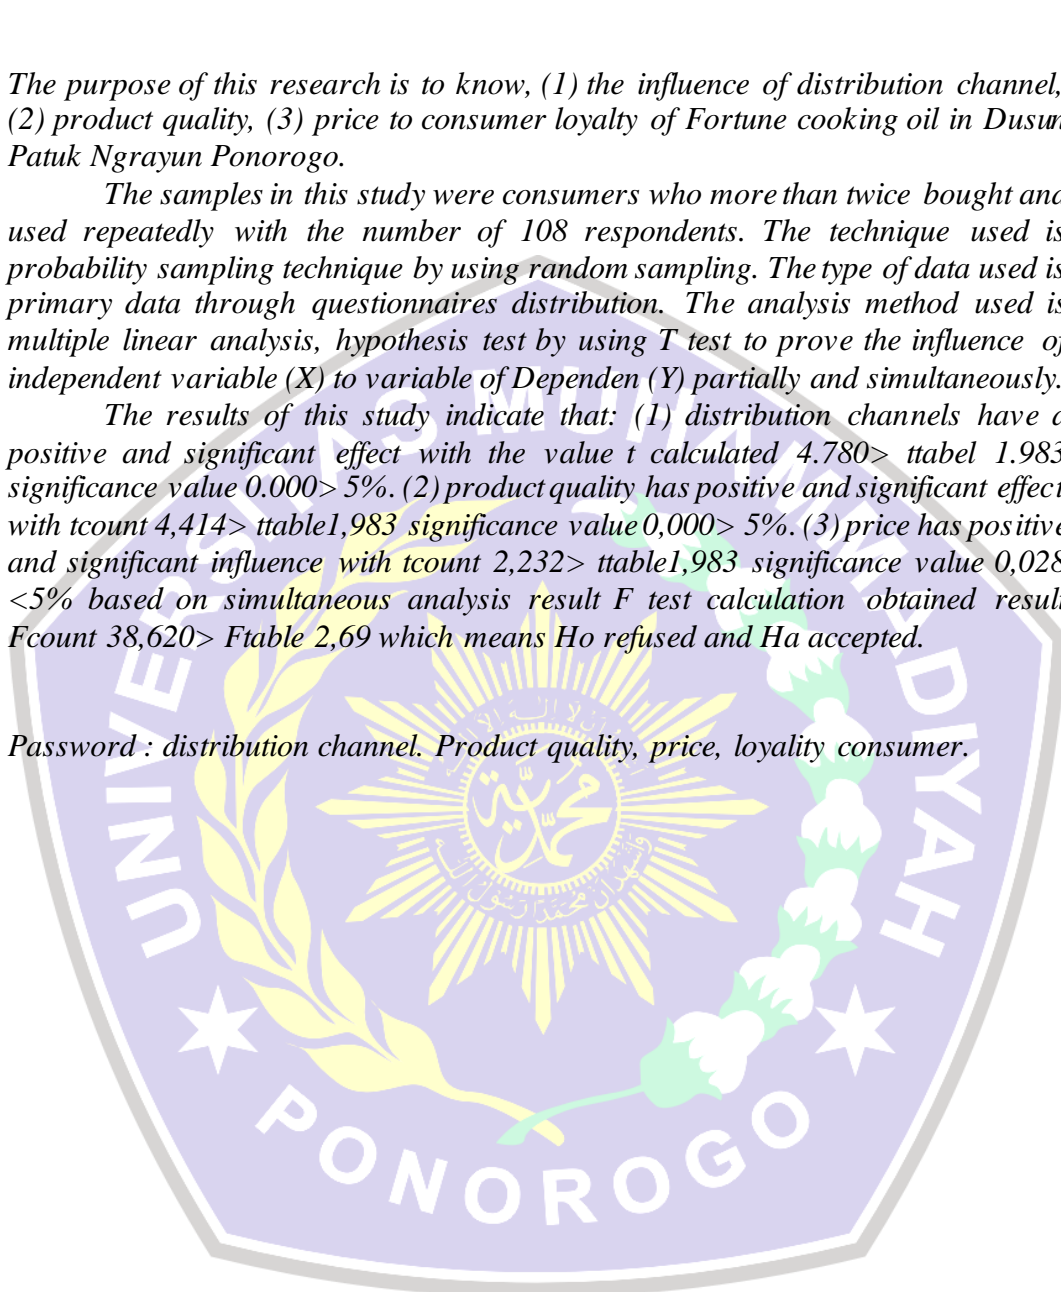 The purpose of this research is to know, (1) the influence of distribution channel,
(2) product quality, (3) price to consumer loyalty of Fortune cooking oil in Dusun
Patuk Ngrayun Ponorogo.
The samples in this study were consumers who more than twice bought and
used repeatedly with the number of 108 respondents. The technique used is
probability sampling technique by using random sampling. The type of data used is
primary data through questionnaires distribution. The analysis method used is
multiple linear analysis, hypothesis test by using T test to prove the influence of
independent variable (X) to variable of Dependen (Y) partially and simultaneously.
The results of this study indicate that: (1) distribution channels have a
positive and significant effect with the value t calculated 4.780> ttabel 1.983
significance value 0.000> 5%. (2) product quality has positive and significant effect
with tcount 4,414> ttable1,983 significance value 0,000> 5%. (3) price has positive
and significant influence with tcount 2,232> ttable1,983 significance value 0,028
<5% based on simultaneous analysis result F test calculation obtained result
Fcount 38,620> Ftable 2,69 which means Ho refused and Ha accepted.
Password : distribution channel. Product quality, price, loyality consumer.
UNIVERSITAS MUHAMMADIYAH
PONOROGO